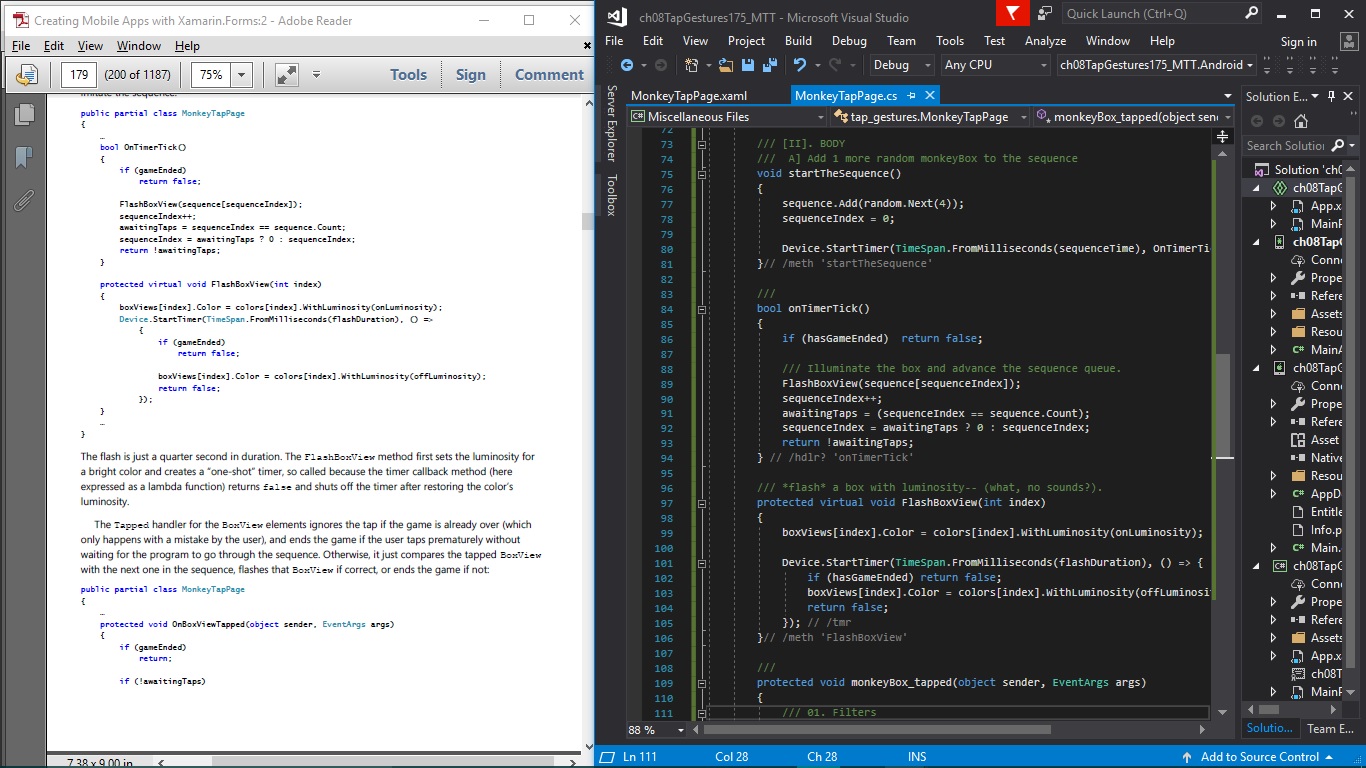 Creating Mobile Apps with Xamarin.Forms:2 - Adobe Reader
File Edit View Window Help
179 (200 of 1187) 75% Tools Sign Comment
imitate the sequence:
public partial class MonkeyTapPage
{
…
bool OnTimerTick()
{
if (gameEnded)
return false;
FlashBoxView(sequence[sequenceIndex]);
sequenceIndex++;
awaitingTaps = sequenceIndex == sequence.Count;
sequenceIndex = awaitingTaps ? 0 : sequenceIndex;
return !awaitingTaps;
}
protected virtual void FlashBoxView(int index)
{
boxViews[index].Color = colors[index].WithLuminosity(onLuminosity);
Device.StartTimer(TimeSpan.FromMilliseconds(flashDuration), () =>
{
if (gameEnded)
return false;
boxViews[index].Color = colors[index].WithLuminosity(offLuminosity);
return false;
});
}
…
}
The flash is just a quarter second in duration. The FlashBoxView method first sets the luminosity for
a bright color and creates a “one-shot” timer, so called because the timer callback method (here
expressed as a lambda function) returns false and shuts off the timer after restoring the color’s
luminosity.
The Tapped handler for the BoxView elements ignores the tap if the game is already over (which
only happens with a mistake by the user), and ends the game if the user taps prematurely without
waiting for the program to go through the sequence. Otherwise, it just compares the tapped BoxView
with the next one in the sequence, flashes that BoxView if correct, or ends the game if not:
public partial class MonkeyTapPage
{
…
protected void OnBoxViewTapped(object sender, EventArgs args)
{
if (gameEnded)
return;
if (!awaitingTaps)
7.38 x 9.00 in
ch08TapGestures175_MTT - Microsoft Visual Studio
Quick Launch (Ctrl+Q)
File Edit View Project Build Debug Team Tools Test Analyze Window Help Sign in
Debug Any CPU ch08TapGestures175_MTT.Android
Server Explorer
Toolbox
MonkeyTapPage.xaml MonkeyTapPage.cs
Miscellaneous Files tap_gestures.MonkeyTapPage monkeyBox_tapped(object sen
72
73 /// [II]. BODY
74 /// A] Add 1 more random monkeyBox to the sequence
75 void startTheSequence()
76 {
77 sequence.Add(random.Next(4));
78 sequenceIndex = 0;
79
80 Device.StartTimer(TimeSpan.FromMilliseconds(sequenceTime), OnTimerTi
81 }// /meth 'startTheSequence'
82
83 ///
84 bool onTimerTick()
85 {
86 if (hasGameEnded) return false;
87
88 /// Illuminate the box and advance the sequence queue.
89 FlashBoxView(sequence[sequenceIndex]);
90 sequenceIndex++;
91 awaitingTaps = (sequenceIndex == sequence.Count);
92 sequenceIndex = awaitingTaps ? 0 : sequenceIndex;
93 return !awaitingTaps;
94 } // /hdlr? 'onTimerTick'
95
96 /// *flash* a box with luminosity-- (what, no sounds?).
97 protected virtual void FlashBoxView(int index)
98 {
99 boxViews[index].Color = colors[index].WithLuminosity(onLuminosity);
100
101 Device.StartTimer(TimeSpan.FromMilliseconds(flashDuration), () => {
102 if (hasGameEnded) return false;
103 boxViews[index].Color = colors[index].WithLuminosity(offLuminosi
104 return false;
105 }); // /tmr
106 }// /meth 'FlashBoxView'
107
108 ///
109 protected void monkeyBox_tapped(object sender, EventArgs args)
110 {
111 /// 01. Filters
88 %
Solution E...
Search Solution
Solution 'ch0
ch08TapG
App.x
MainP
ch08TapG
Conne
Prope
Refere
Assets
Resou
MainA
ch08TapG
Conne
Prope
Refere
Asset
Native
Resou
AppD
Entitle
Info.p
Main.
ch08TapG
Conne
Prope
Refere
Assets
App.x
ch08T
MainP
Solution... Team E...
Ln 111 Col 28 Ch 28 INS Add to Source Control